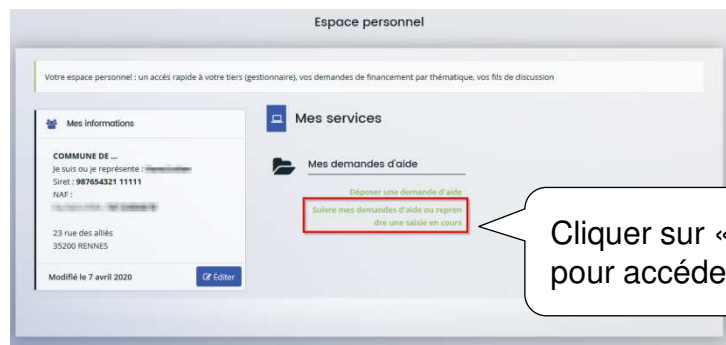 Espace personnel
Votre espace personnel : un accès rapide à votre tiers (gestionnaire), vos demandes de financement par thématique, vos fils de discussion
Mes informations
COMMUNE DE ...
Je suis ou je représente :
Siret : 987654321 11111
NAF :
23 rue des alliés
35200 RENNES
Modifié le 7 avril 2020
Éditer
Mes services
Mes demandes d'aide
Déposer une demande d'aide
Suivre mes demandes d'aide ou repren
dre une saisie en cours
Cliquer sur «
pour accéde